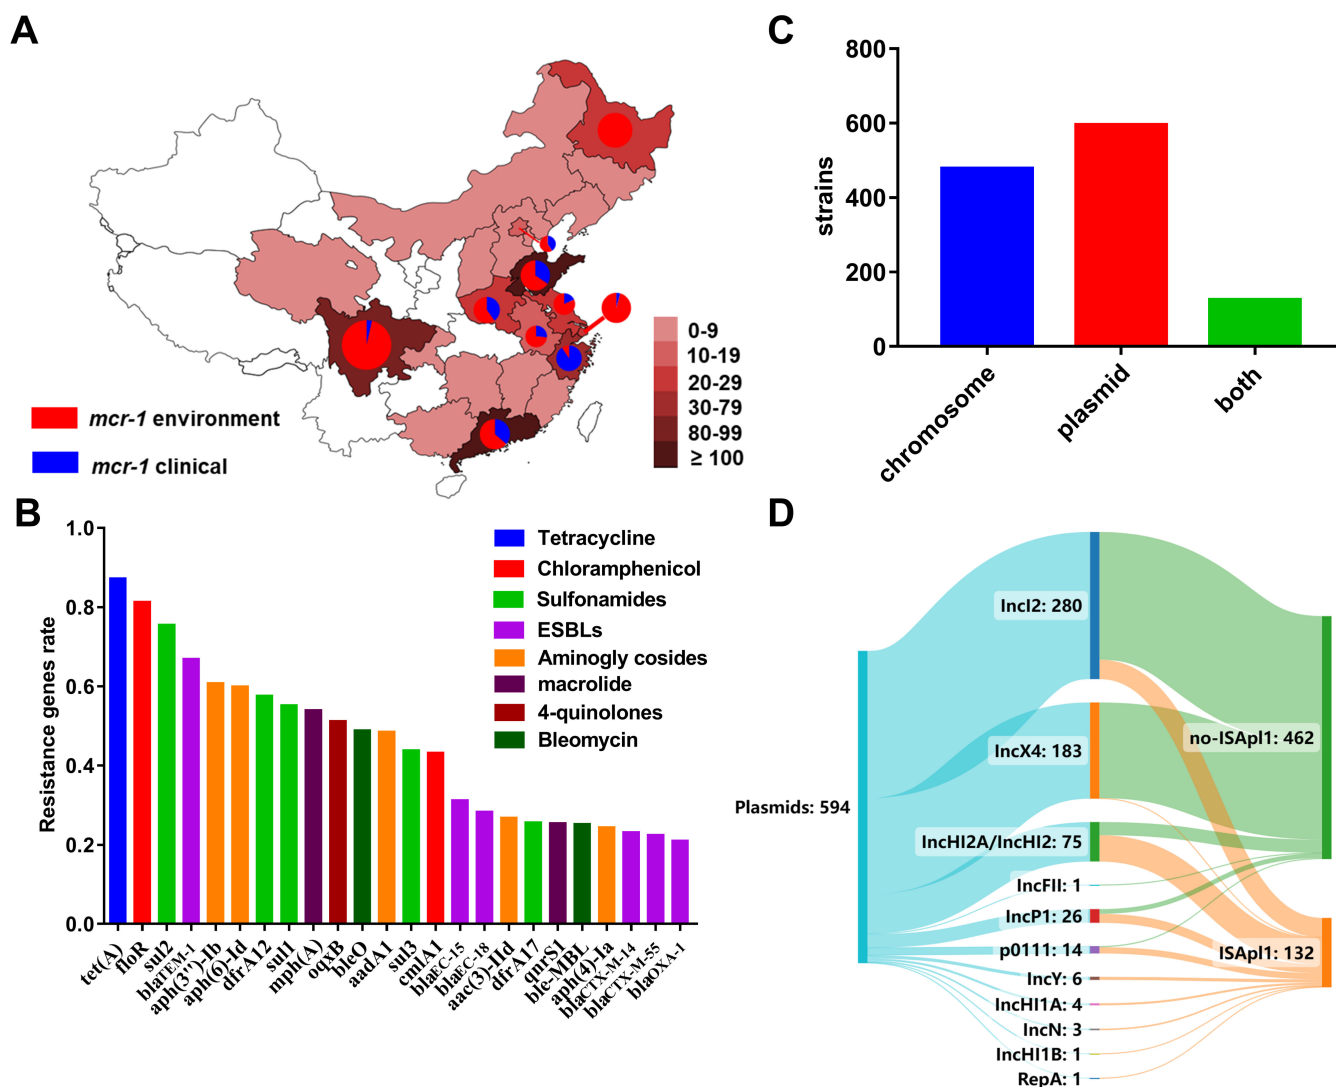 A
mcr-1 environment
mcr-1 clinical
0-9
10-19
20-29
30-79
80-99
≥ 100
C
800
600
400
200
0
strains
chromosome
plasmid
both
B
1.0
0.8
0.6
0.4
0.2
0.0
Resistance genes rate
Tetracycline
Chloramphenicol
Sulfonamides
ESBLs
Aminogly cosides
macrolide
4-quinolones
Bleomycin
tet(A)
floR
sul2
blaTEM-1
aph(3'')-Ib
aph(6)-Id
dfrA12
sul1
mph(A)
oqxB
bleO
aadA1
sul3
cmlA1
blaEC-15
blaEC-18
aac(3)-IId
dfrA17
qnrS1
ble-MBL
aph(4)-Ia
blaCTX-M-14
blaCTX-M-55
blaOXA-1
D
Plasmids: 594
IncI2: 280
IncX4: 183
IncHI2A/IncHI2: 75
IncFII: 1
IncP1: 26
p0111: 14
IncY: 6
IncHI1A: 4
IncN: 3
IncHI1B: 1
RepA: 1
no-ISApl1: 462
ISApl1: 132